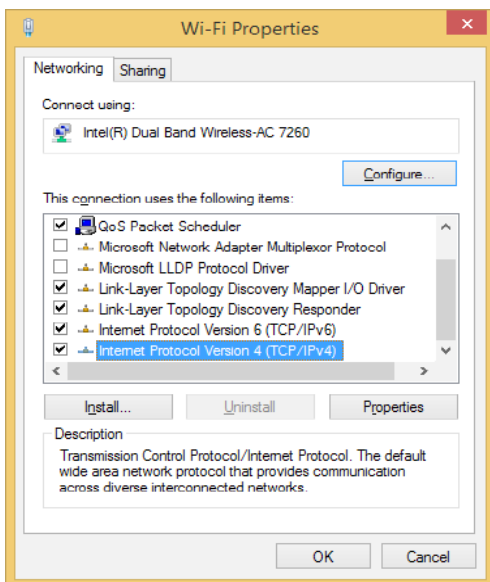 Wi-Fi Properties
Networking
Sharing
Connect using:
Intel(R) Dual Band Wireless-AC 7260
Configure...
This connection uses the following items:
QoS Packet Scheduler
Microsoft Network Adapter Multiplexor Protocol
Microsoft LLDP Protocol Driver
Link-Layer Topology Discovery Mapper I/O Driver
Link-Layer Topology Discovery Responder
Internet Protocol Version 6 (TCP/IPv6)
Internet Protocol Version 4 (TCP/IPv4)
Install...
Uninstall
Properties
Description
Transmission Control Protocol/Internet Protocol. The default
wide area network protocol that provides communication
across diverse interconnected networks.
OK
Cancel